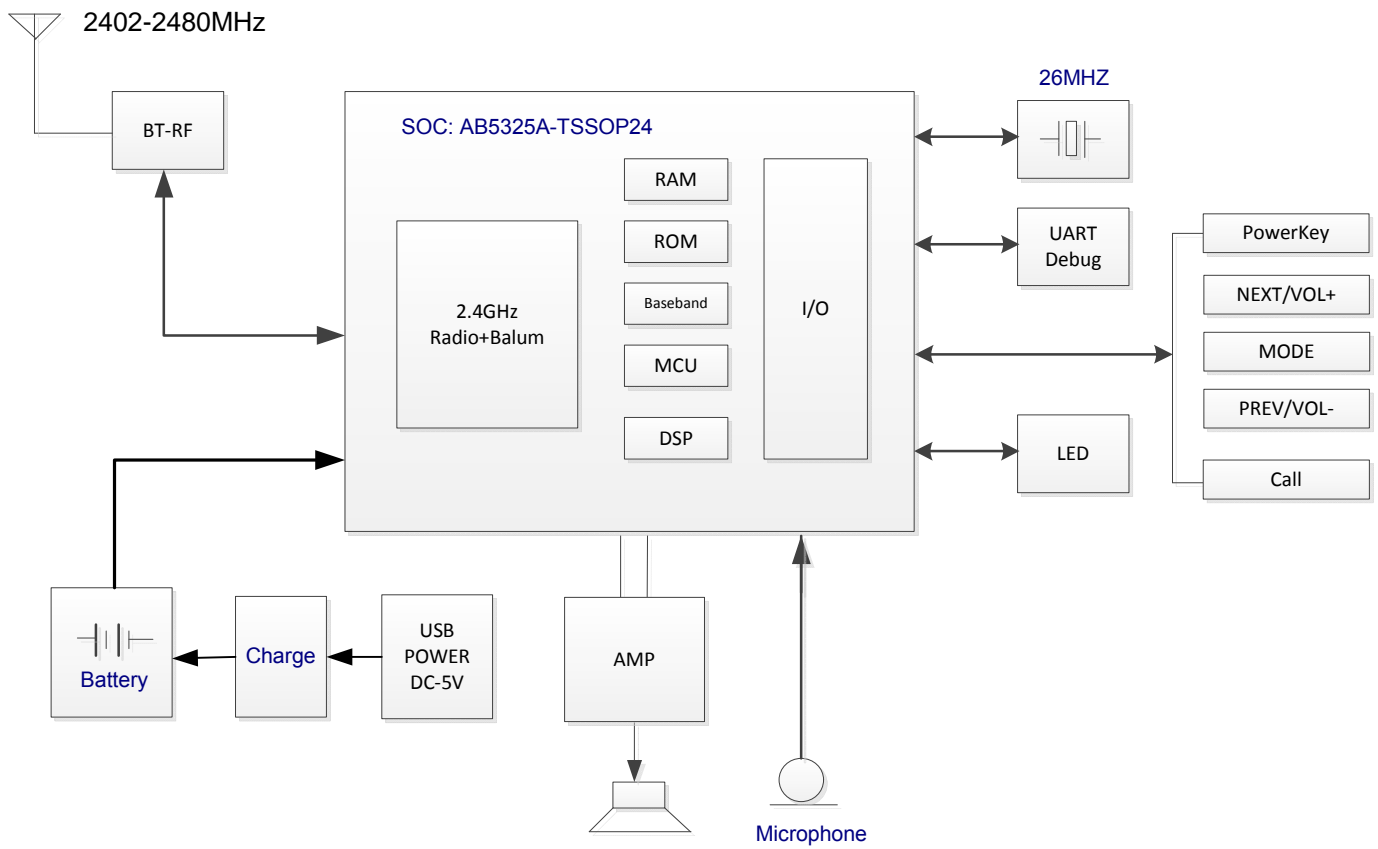 2402-2480MHz
BT-RF
SOC: AB5325A-TSSOP24
2.4GHz
Radio+Balum
RAM
ROM
Baseband
MCU
DSP
I/O
26MHZ
UART
Debug
LED
PowerKey
NEXT/VOL+
MODE
PREV/VOL-
Call
Battery
Charge
USB
POWER
DC-5V
AMP
Microphone